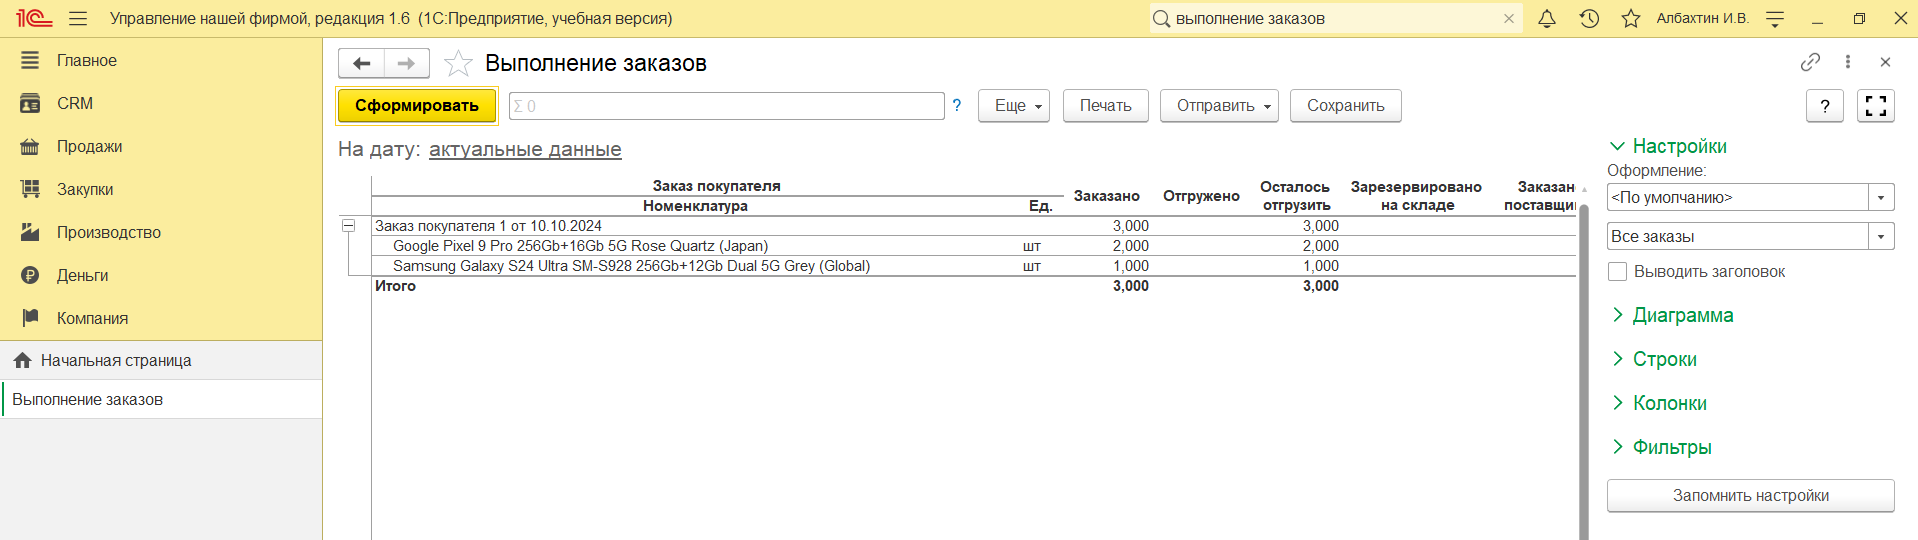 1С Управление нашей фирмой, редакция 1.6 (1С:Предприятие, учебная версия) выполнение заказов Албахтин И.В.
Главное
CRM
Продажи
Закупки
Производство
Деньги
Компания
Начальная страница
Выполнение заказов
Выполнение заказов
Сформировать Σ 0 ? Еще Печать Отправить Сохранить ?
На дату: актуальные данные
Заказ покупателя Заказано Отгружено Осталось отгрузить Зарезервировано на складе
Номенклатура Ед.
Заказ покупателя 1 от 10.10.2024 3,000 3,000
Google Pixel 9 Pro 256Gb+16Gb 5G Rose Quartz (Japan) шт 2,000 2,000
Samsung Galaxy S24 Ultra SM-S928 256Gb+12Gb Dual 5G Grey (Global) шт 1,000 1,000
Итого 3,000 3,000
Настройки
Оформление:
<По умолчанию>
Все заказы
Выводить заголовок
Диаграмма
Строки
Колонки
Фильтры
Запомнить настройки